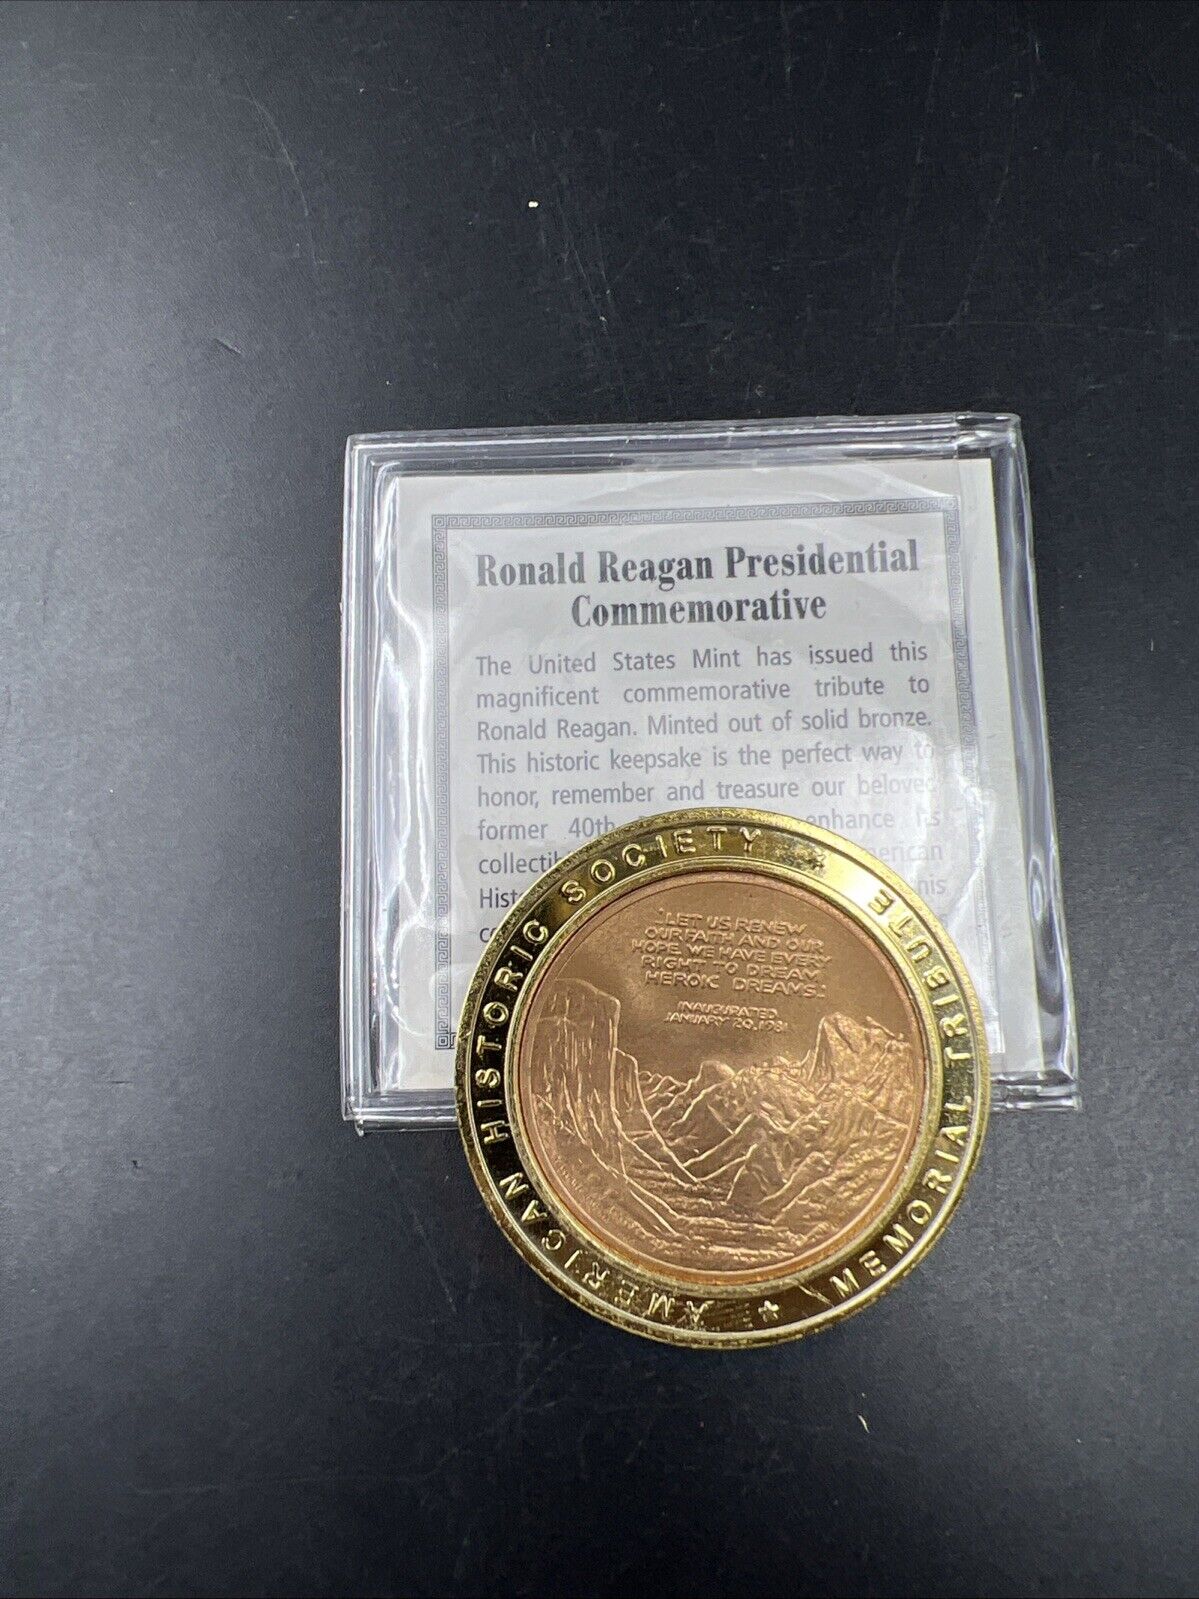 Ronald Reagan Presidential
Commemorative
The United States Mint has issued this
magnificent commemorative tribute to
Ronald Reagan. Minted out of solid bronze.
This historic keepsake is the perfect way to
honor, remember and treasure our beloved
former 40th enhance
collecti
Hist
AMERICAN HISTORIC SOCIETY ★ MEMORIAL TRIBUTE ★
"LET US RENEW
OUR FAITH AND OUR
HOPE. WE HAVE EVERY
RIGHT TO DREAM
HEROIC DREAMS."
INAUGURATED
JANUARY 20, 1981